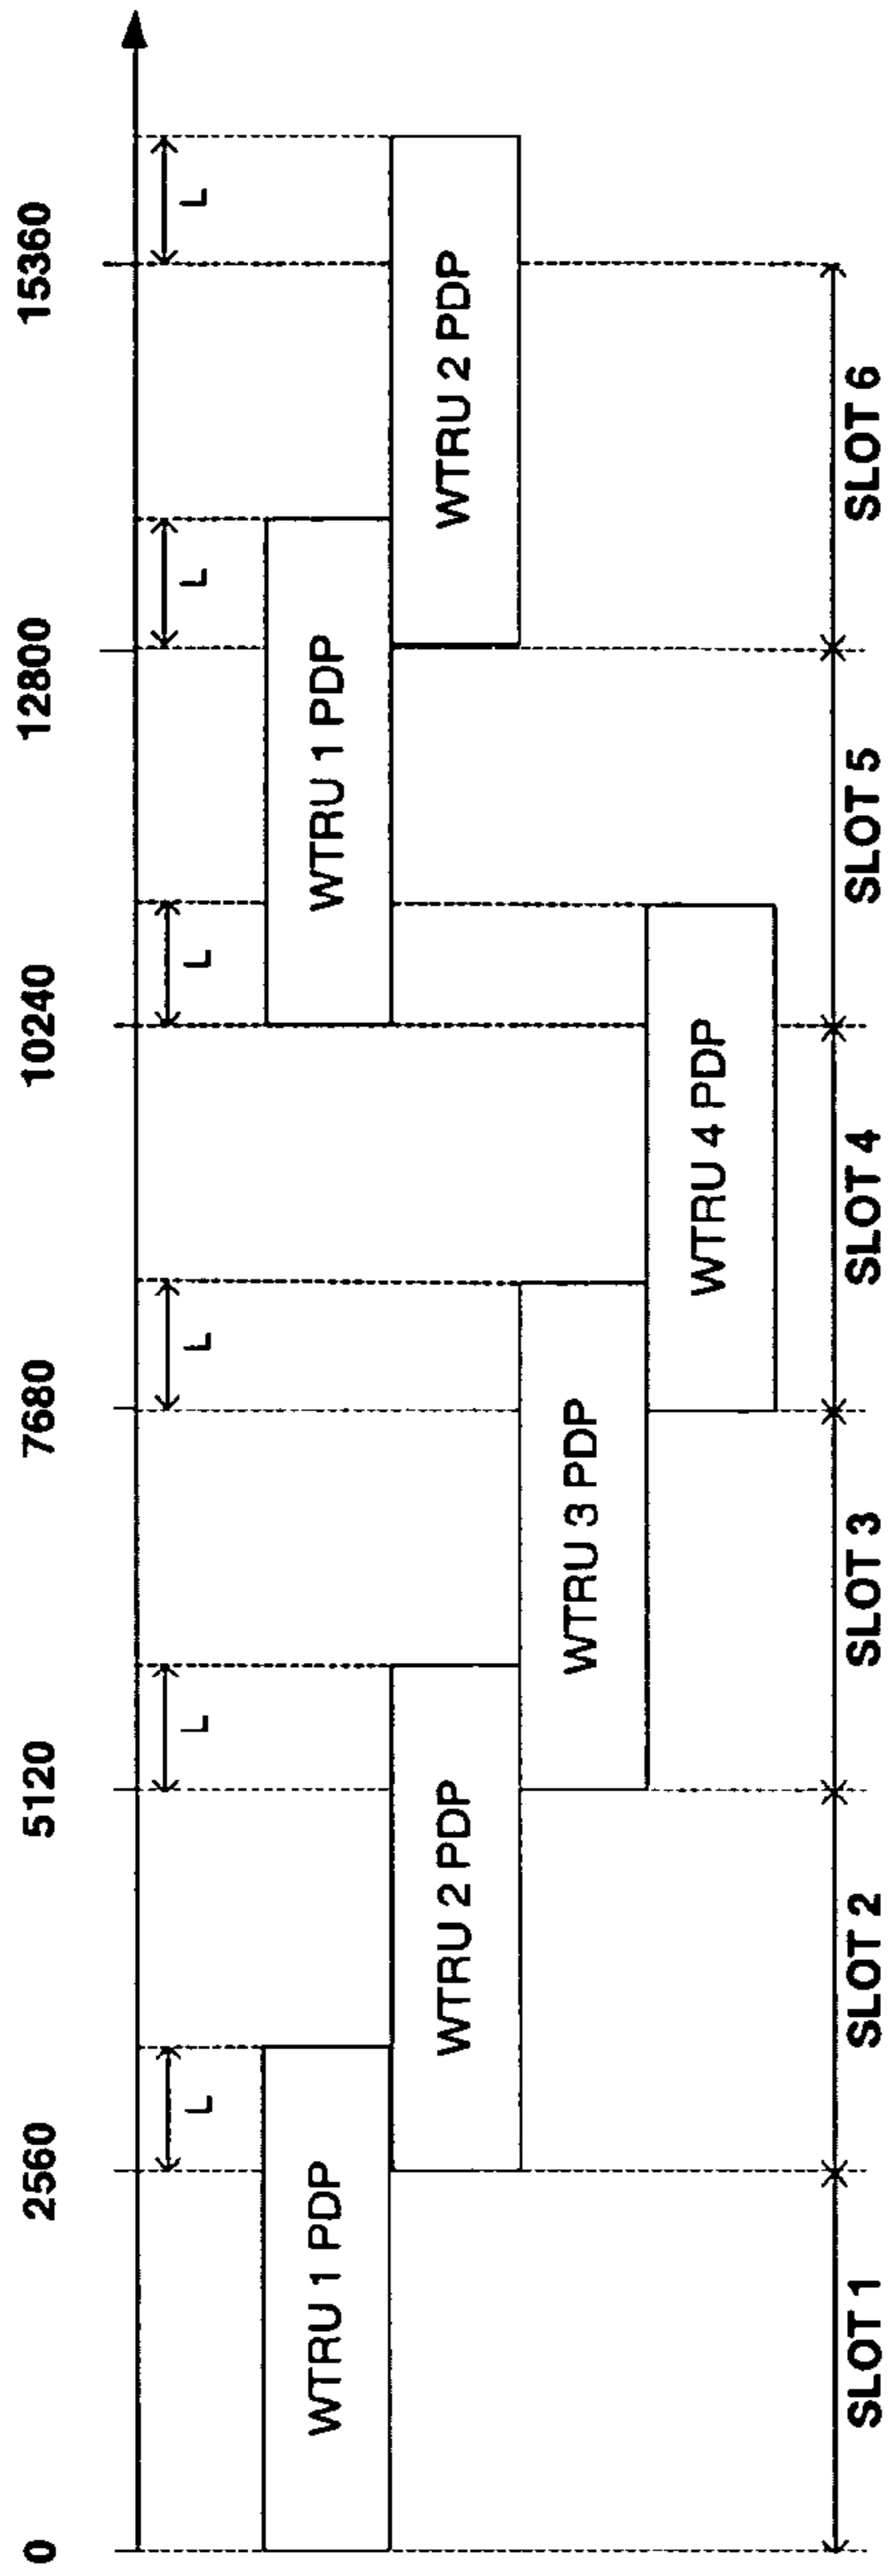 0 2560 5120 7680 10240 12800 15360
L L L L L L
WTRU 1 PDP WTRU 1 PDP
WTRU 2 PDP WTRU 2 PDP
WTRU 3 PDP
WTRU 4 PDP
SLOT 1 SLOT 2 SLOT 3 SLOT 4 SLOT 5 SLOT 6